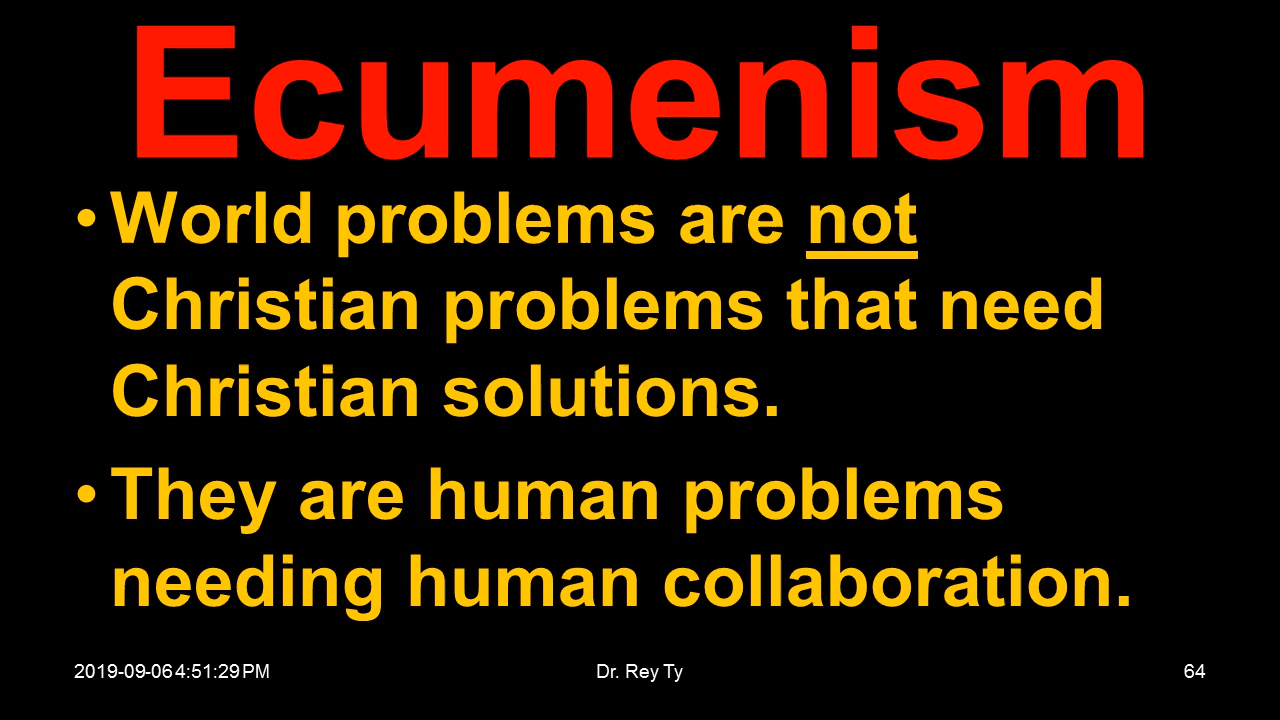 Ecumenism
• World problems are not
Christian problems that need
Christian solutions.
• They are human problems
needing human collaboration.
2019-09-06 4:51:29 PM Dr. Rey Ty 64